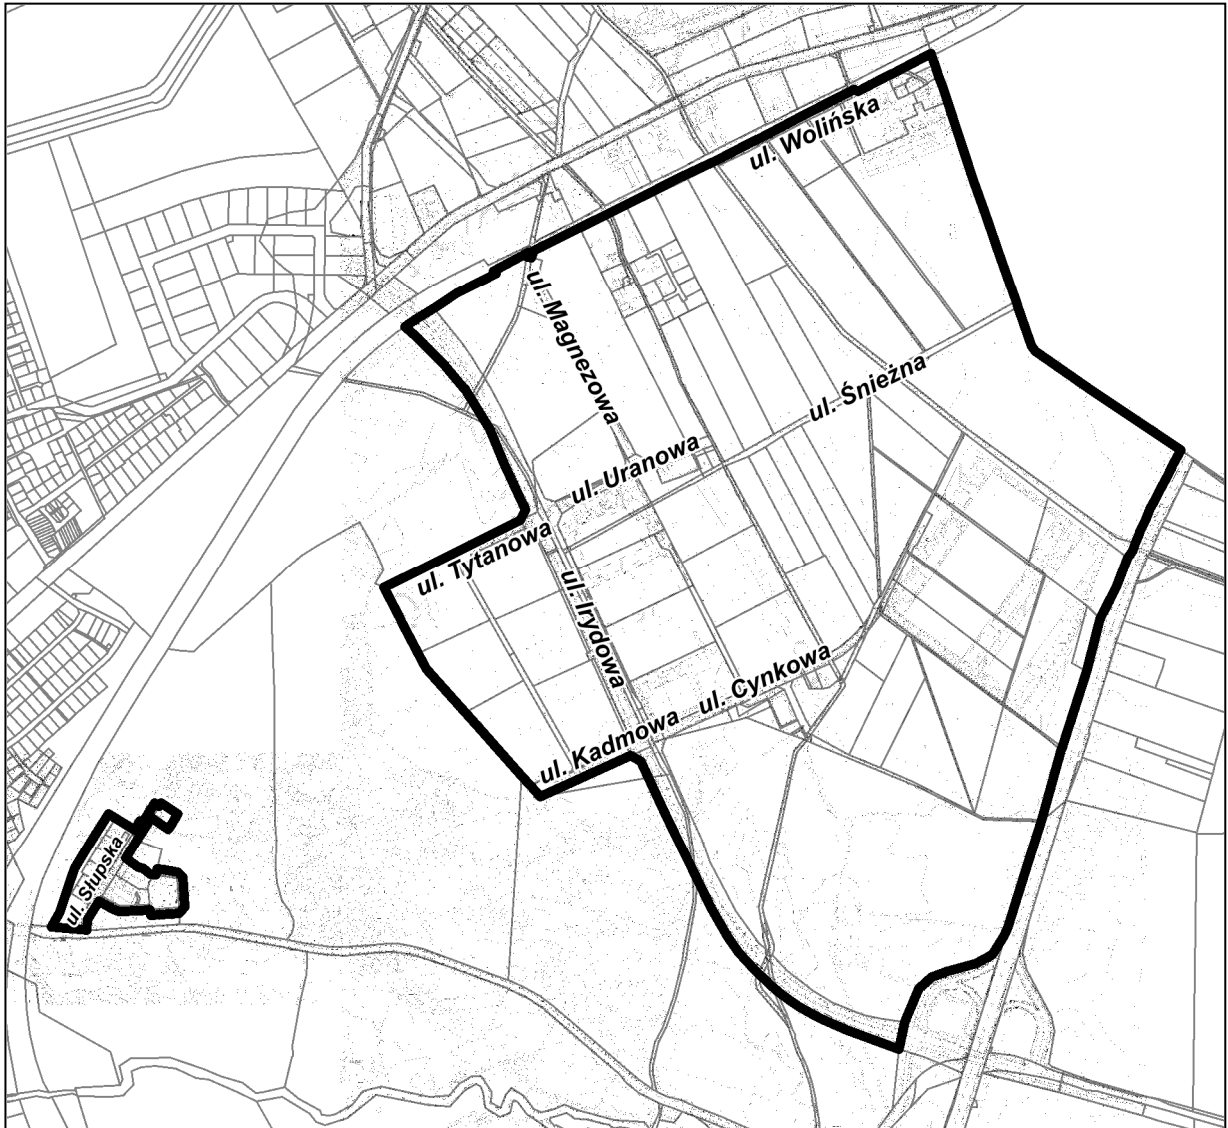 ul. Wolińska
ul. Magnezowa
ul. Śnieżna
ul. Uranowa
ul. Tytanowa
ul. Irydowa
ul. Cynkowa
ul. Kadmowa
ul. Słupska